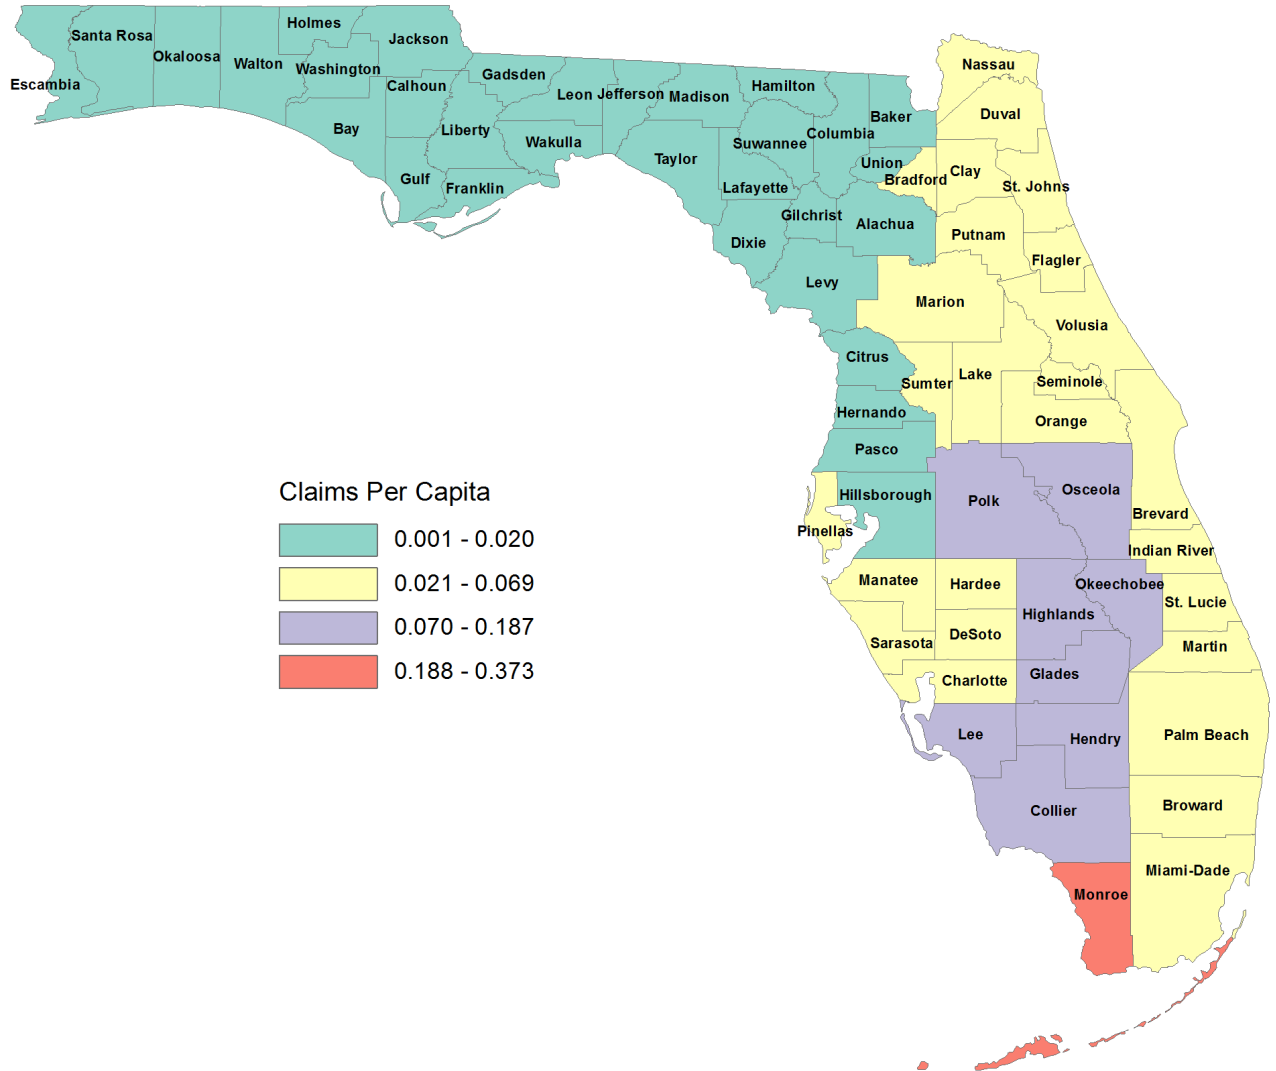 Holmes
Santa Rosa
Jackson
Okaloosa
Walton
Washington
Nassau
Gadsden
Escambia
Calhoun
Leon
Jefferson
Madison
Hamilton
Duval
Baker
Bay
Liberty
Columbia
Wakulla
Suwannee
Taylor
Union
Clay
Bradford
Gulf
Franklin
Lafayette
St. Johns
Gilchrist
Alachua
Putnam
Dixie
Flagler
Levy
Marion
Volusia
Citrus
Lake
Sumter
Seminole
Hernando
Orange
Pasco
Claims Per Capita
Hillsborough
Polk
Osceola
Brevard
Pinellas
0.001 - 0.020
Indian River
Manatee
Hardee
Okeechobee
0.021 - 0.069
St. Lucie
Highlands
0.070 - 0.187
DeSoto
Sarasota
Martin
0.188 - 0.373
Charlotte
Glades
Lee
Hendry
Palm Beach
Broward
Collier
Miami-Dade
Monroe